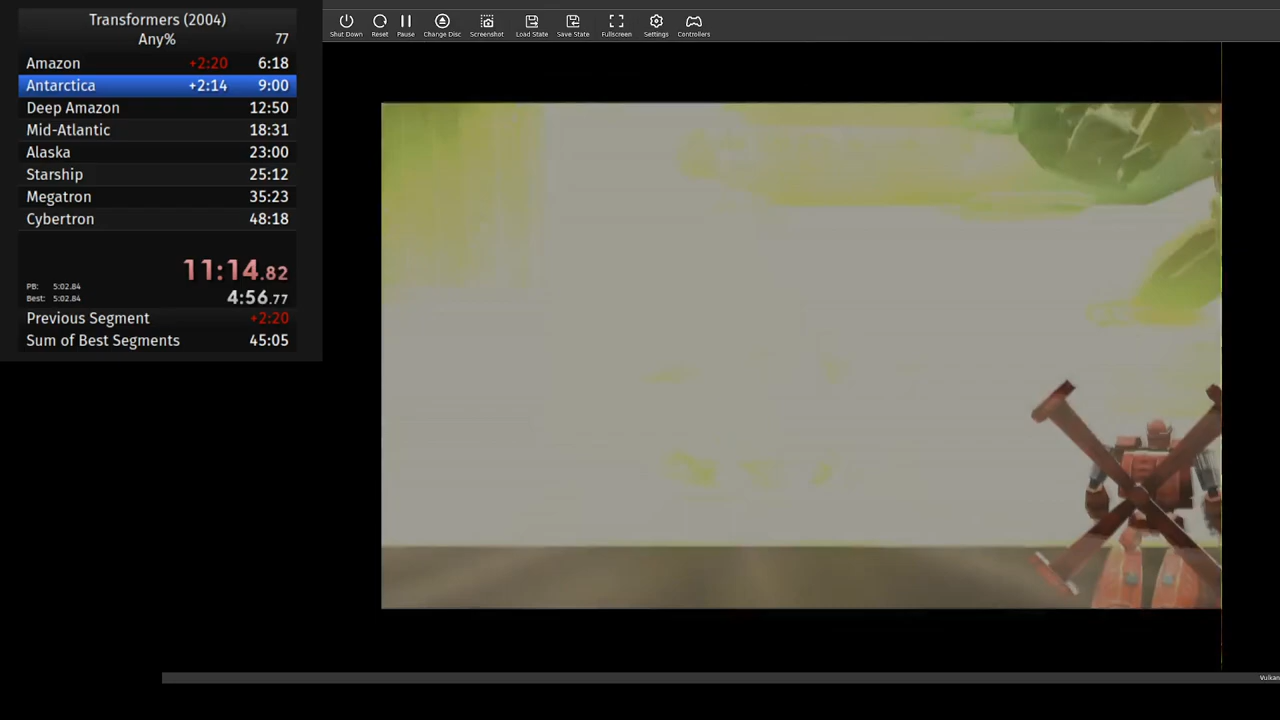 Transformers (2004)
Any% 77
Amazon +2:20 6:18
Antarctica +2:14 9:00
Deep Amazon 12:50
Mid-Atlantic 18:31
Alaska 23:00
Starship 25:12
Megatron 35:23
Cybertron 48:18
11:14.82
PB: 5:02.84
Best: 5:02.84
4:56.77
Previous Segment +2:20
Sum of Best Segments 45:05
Shut Down Reset Pause Change Disc Screenshot Load State Save State Fullscreen Settings Controllers
Vulkan